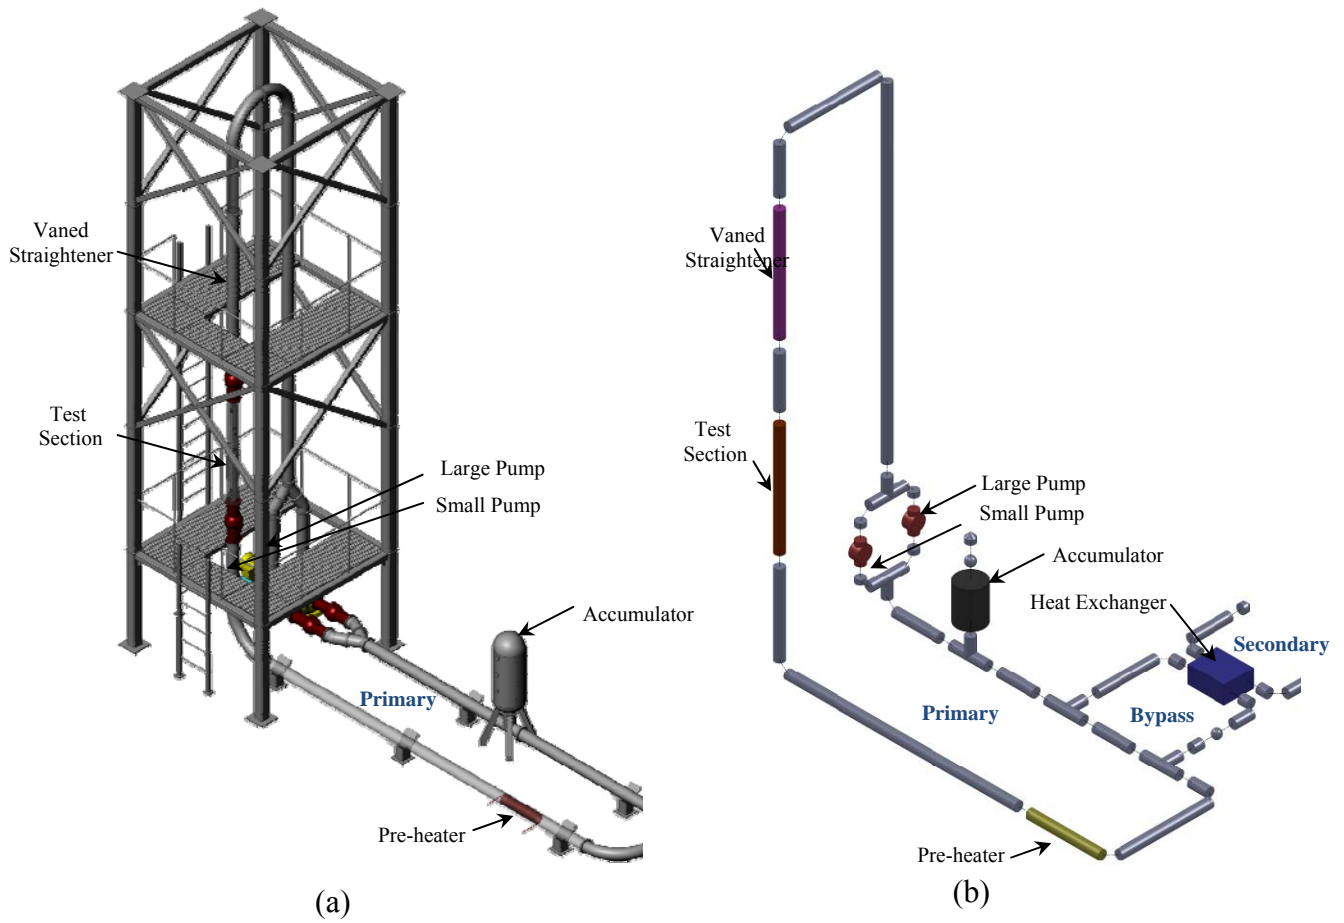 Vaned
Straightener
Test
Section
Large Pump
Small Pump
Accumulator
Primary
Pre-heater
(a)
Vaned
Straightener
Test
Section
Large Pump
Small Pump
Accumulator
Heat Exchanger
Secondary
Primary
Bypass
Pre-heater
(b)